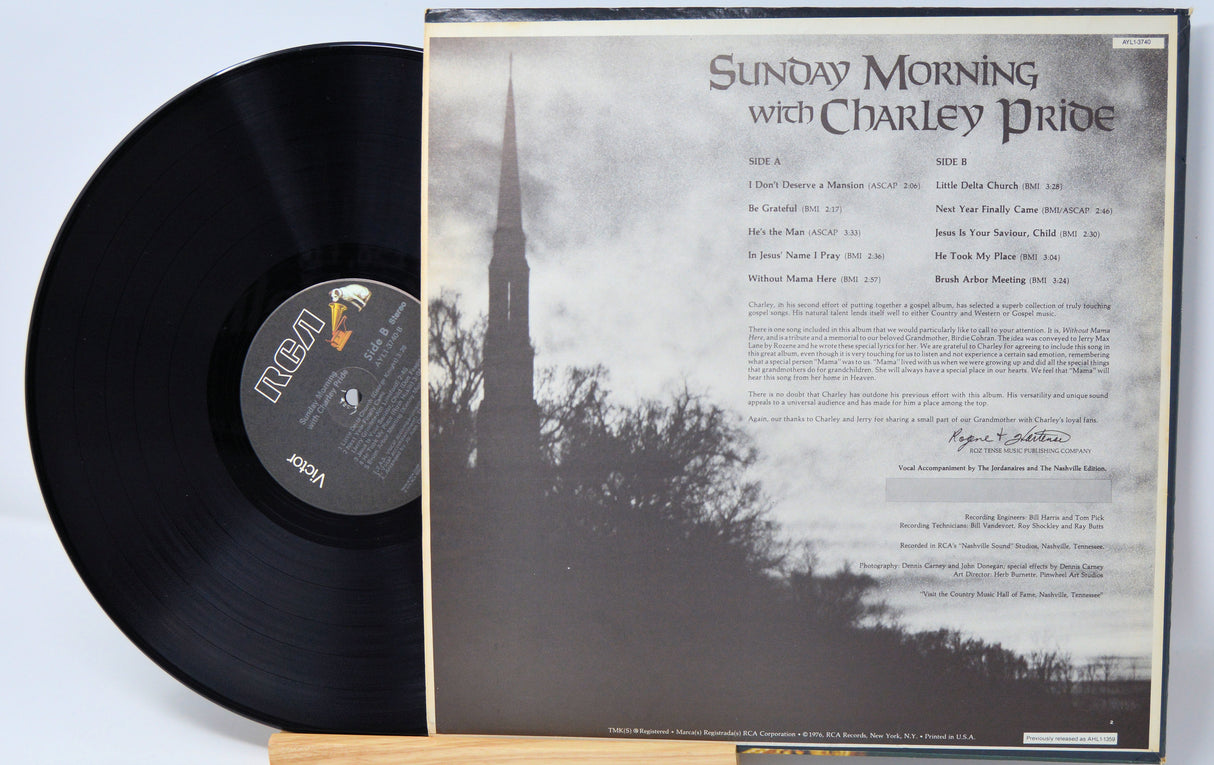 AYL1-3740
SUNDAY MORNING
with CHARLEY PRIDE
SIDE A
I Don't Deserve a Mansion (ASCAP 2:06)
Be Grateful (BMI 2:17)
He's the Man (ASCAP 3:33)
In Jesus' Name I Pray (BMI 2:36)
Without Mama Here (BMI 2:57)
SIDE B
Little Delta Church (BMI 3:28)
Next Year Finally Came (BMI/ASCAP 2:46)
Jesus Is Your Saviour, Child (BMI 2:30)
He Took My Place (BMI 3:04)
Brush Arbor Meeting (BMI 3:24)
Charley, in his second effort of putting together a gospel album, has selected a superb collection of truly touching
gospel songs. His natural talent lends itself well to either Country and Western or Gospel music.
There is one song included in this album that we would particularly like to call to your attention. It is, Without Mama
Here, and is a tribute and a memorial to our beloved Grandmother, Birdie Cohran. The idea was conveyed to Jerry Max
Lane by Rozene and he wrote these special lyrics for her. We are grateful to Charley for agreeing to include this song in
this great album, even though it is very touching for us to listen and not experience a certain sad emotion, remembering
what a special person "Mama" was to us. "Mama" lived with us when we were growing up and did all the special things
that grandmothers do for grandchildren. She will always have a special place in our hearts. We feel that "Mama" will
hear this song from her home in Heaven.
There is no doubt that Charley has outdone his previous effort with this album. His versatility and unique sound
appeals to a universal audience and has made for him a place among the top.
Again, our thanks to Charley and Jerry for sharing a small part of our Grandmother with Charley's loyal fans.
Rozene + Hortense
ROZ TENSE MUSIC PUBLISHING COMPANY
Vocal Accompaniment by The Jordanaires and The Nashville Edition.
Recording Engineers: Bill Harris and Tom Pick
Recording Technicians: Bill Vandevort, Roy Shockley and Ray Butts
Recorded in RCA's "Nashville Sound" Studios, Nashville, Tennessee.
Photography: Dennis Carney and John Donegan; special effects by Dennis Carney
Art Director: Herb Burnette, Pinwheel Art Studios
"Visit the Country Music Hall of Fame, Nashville, Tennessee"
2
TMK(S) ® Registered • Marca(s) Registrada(s) RCA Corporation • © 1976, RCA Records, New York, N.Y. • Printed in U.S.A.
Previously released as AHL1-1359
RCA
Side B Stereo
Victor